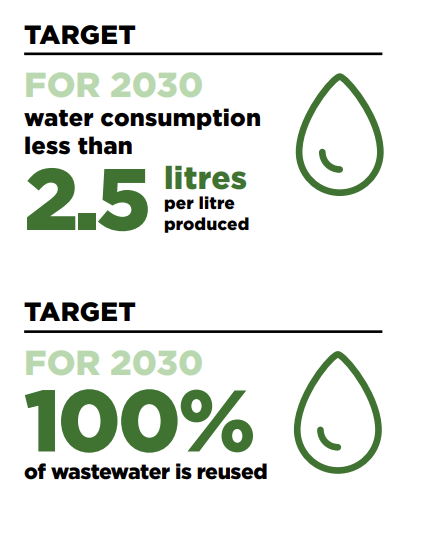 TARGET
FOR 2030
water consumption
less than
2.5 litres
per litre
produced
TARGET
FOR 2030
100%
of wastewater is reused